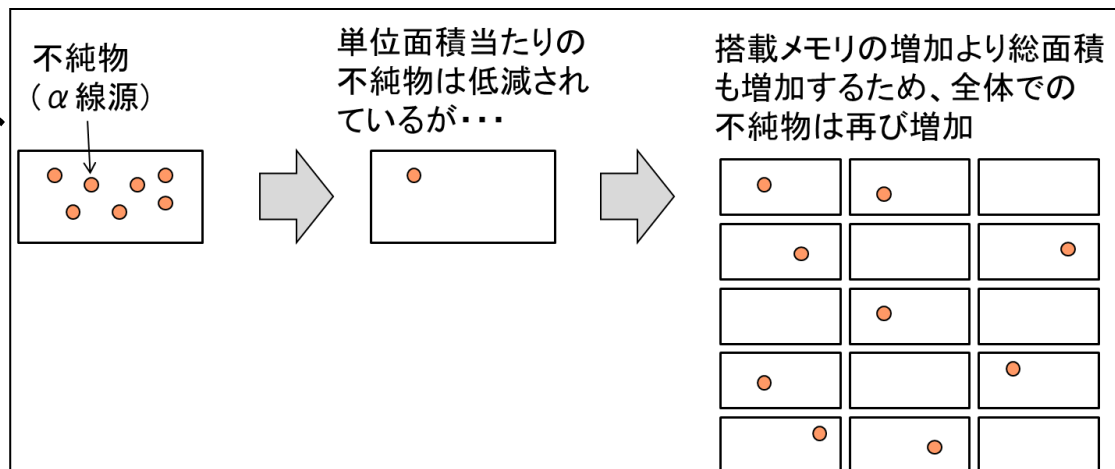 不純物
（α線源）
単位面積当たりの
不純物は低減され
ているが・・・
搭載メモリの増加より総面積
も増加するため、全体での
不純物は再び増加